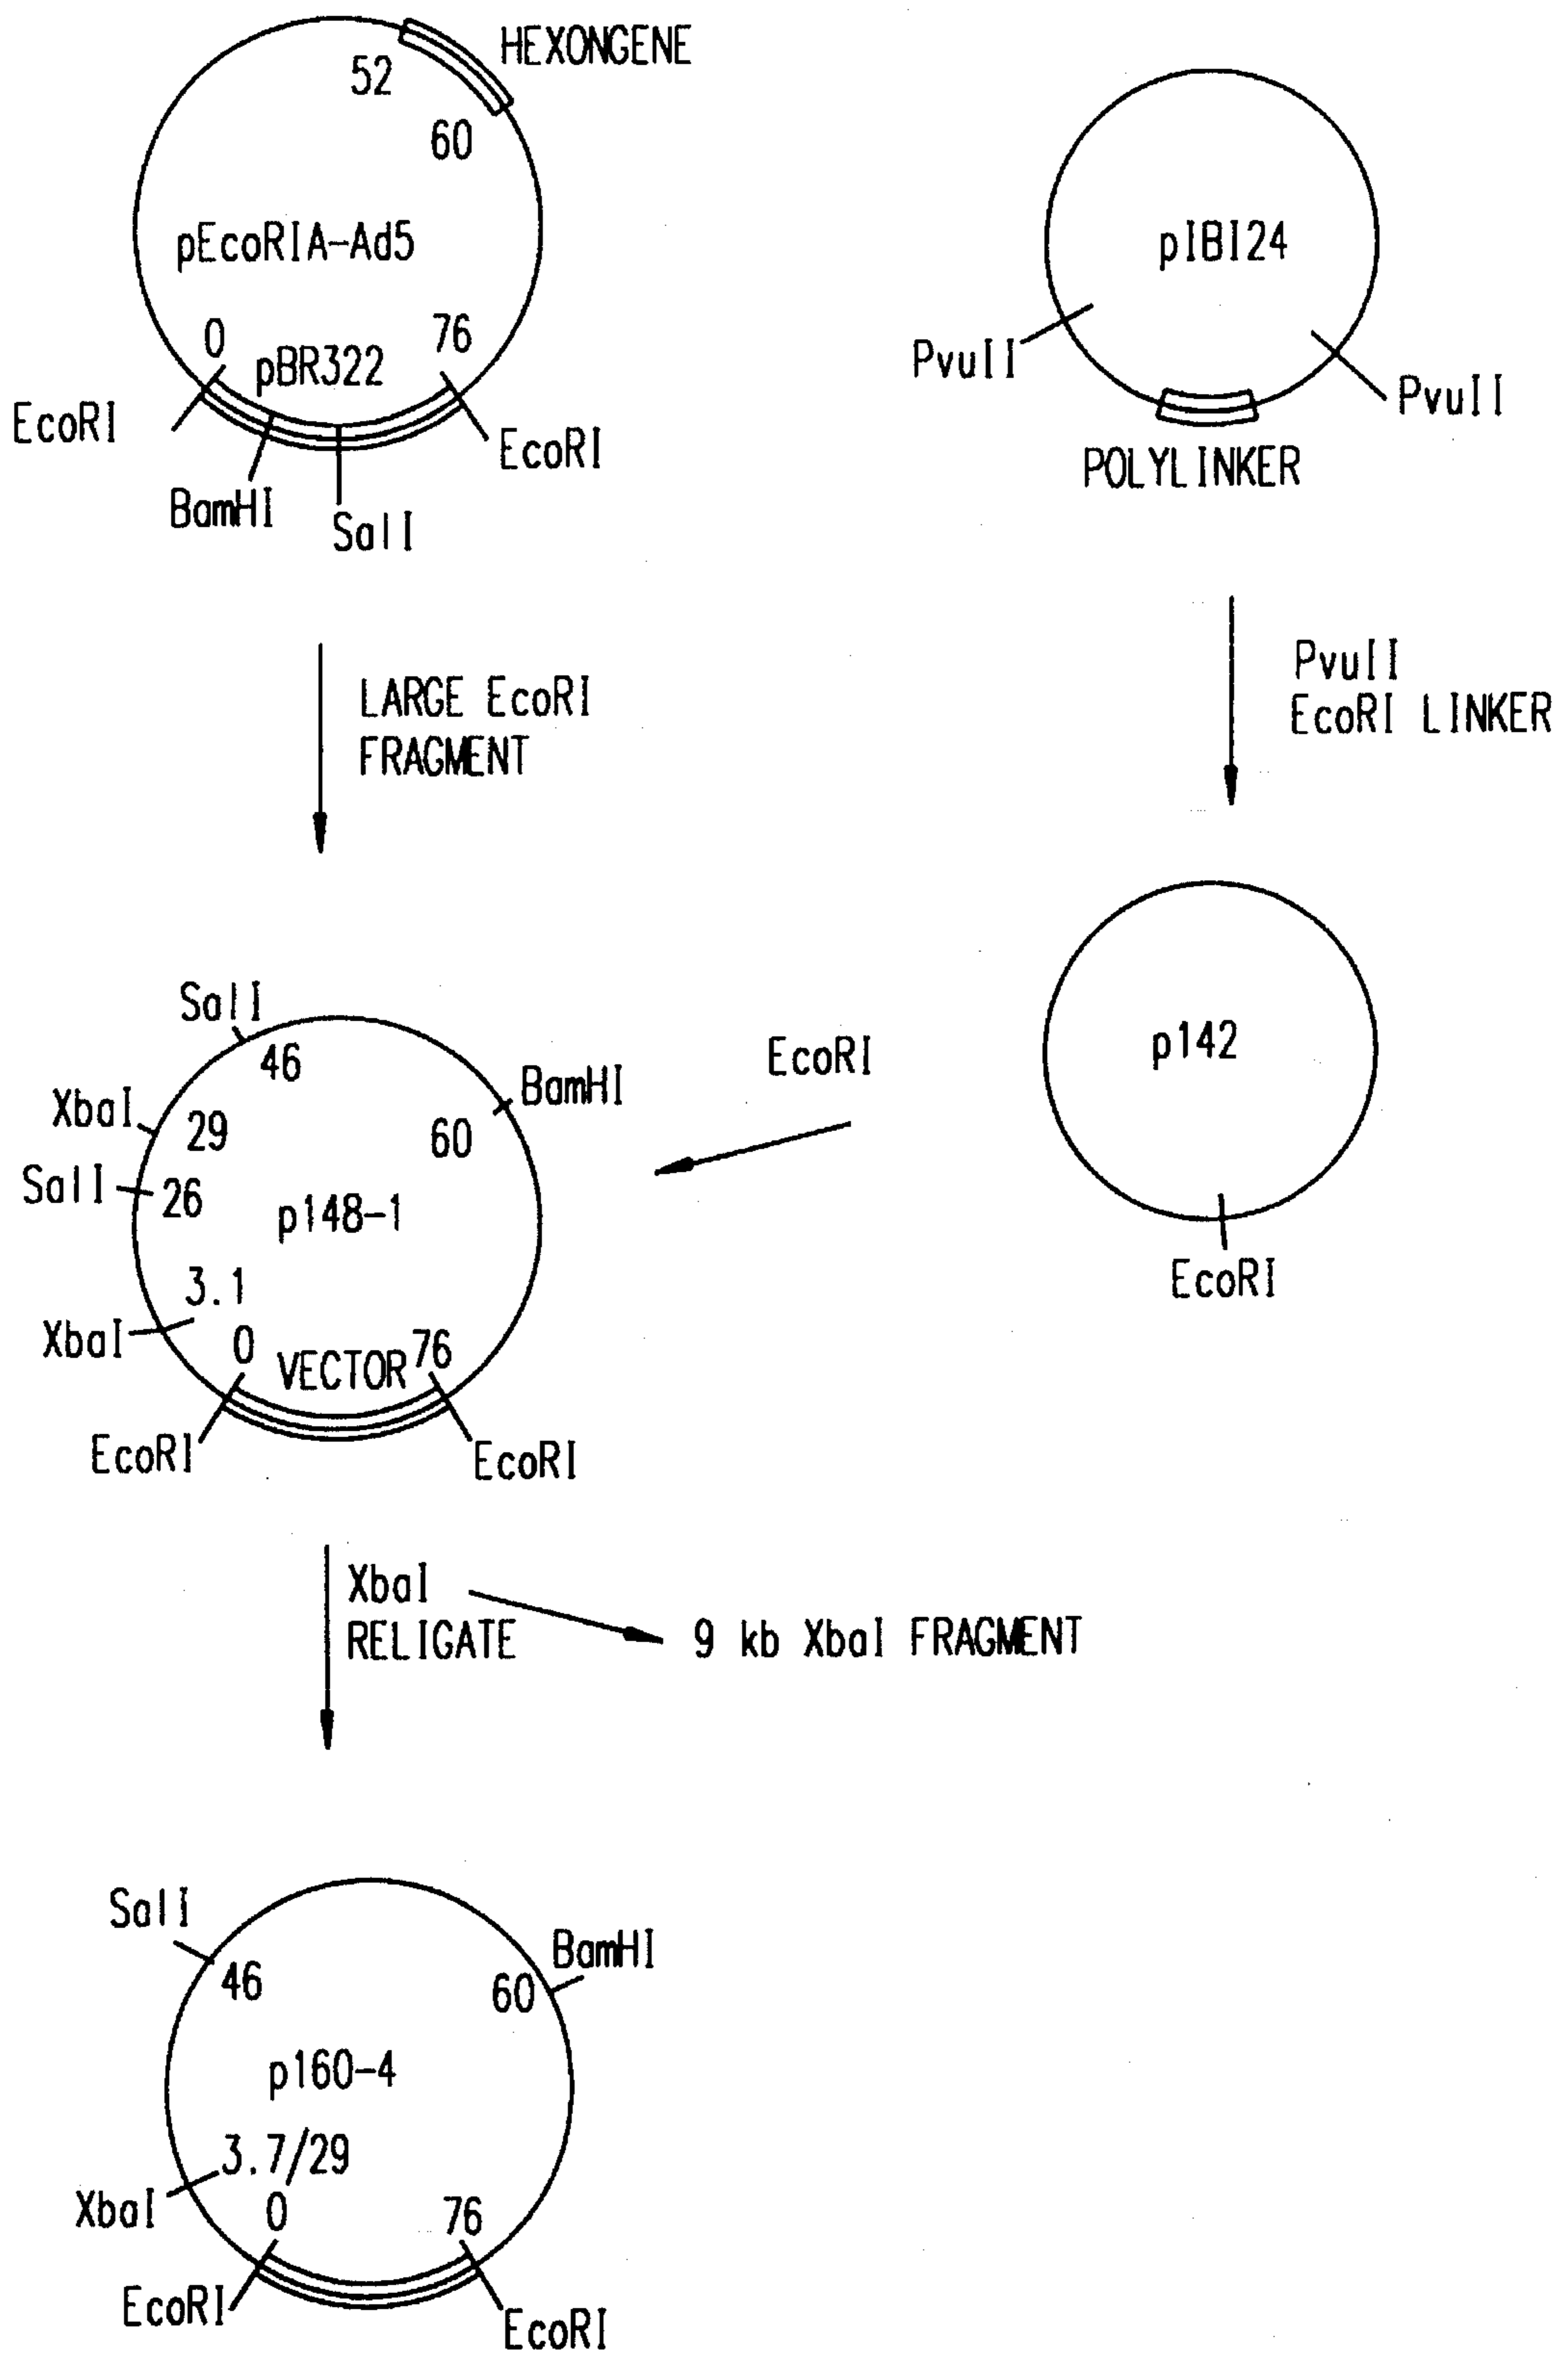 HEXONGENE
52
60
pEcoRIA-Ad5
0
76
pBR322
EcoRI
EcoRI
BamHI
SalI
pIBI24
PvuII
PvuII
POLYLINKER
LARGE EcoRI
FRAGMENT
PvuII
EcoRI LINKER
SalI
46
XbaI
29
BamHI
60
SalI
26
p148-1
3.1
XbaI
0
VECTOR
76
EcoRI
EcoRI
EcoRI
p142
EcoRI
XbaI
RELIGATE
9 kb XbaI FRAGMENT
SalI
46
BamHI
60
p160-4
3.7/29
XbaI
0
76
EcoRI
EcoRI